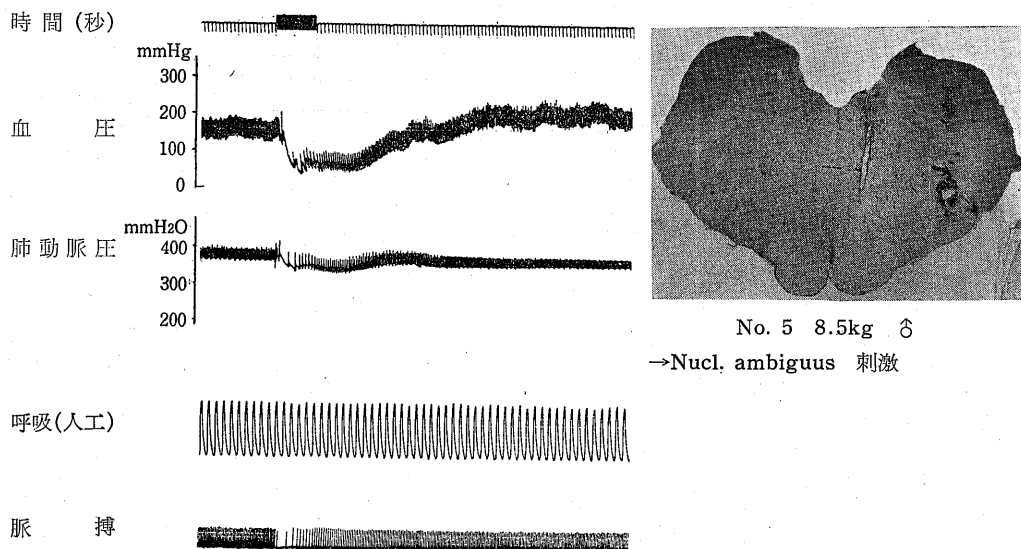 時間(秒)
mmHg
300
200
100
0
血圧
mmH2O
400
300
200
肺動脈圧
呼吸(人工)
脈搏
No. 5 8.5kg ♂
→Nucl. ambiguus 刺激